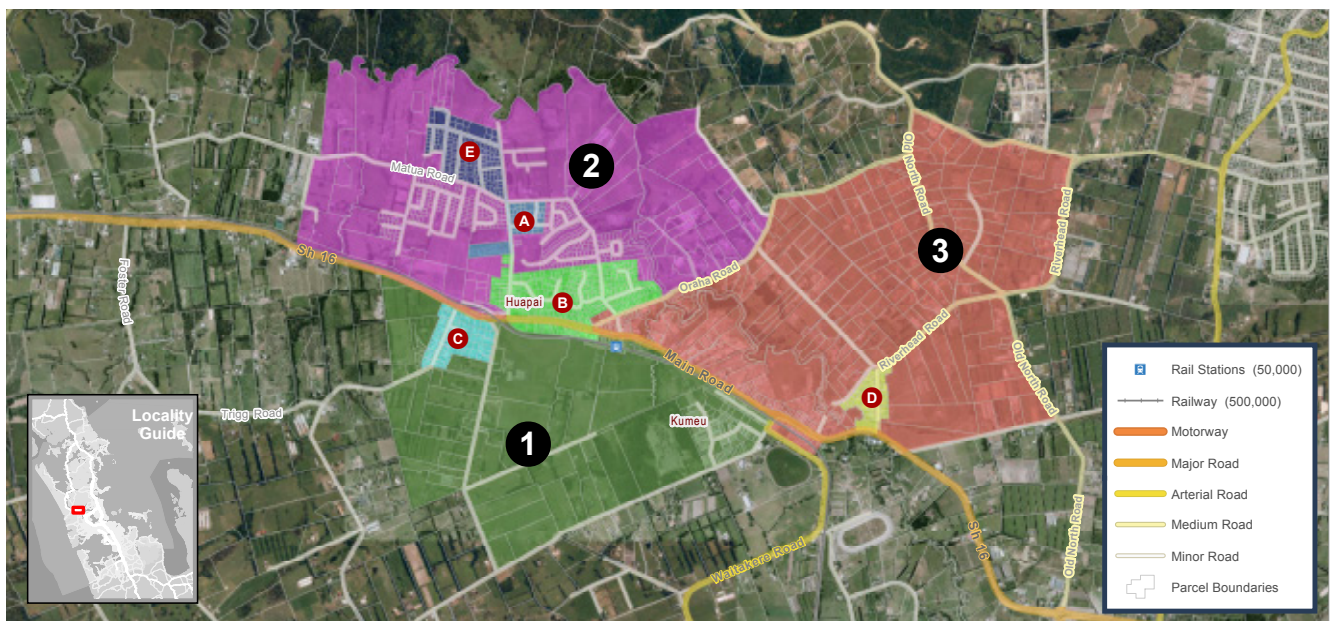 E
2
Old North Road
Matua Road
A
3
Riverhead Road
Sh 16
Foster Road
Oraha Road
Huapai
B
C
Main Road
Riverhead Road
Old North Road
D
Trigg Road
Kumeu
1
Waitakere Road
Sh 16
Old North Road
Locality
Guide
Rail Stations (50,000)
Railway (500,000)
Motorway
Major Road
Arterial Road
Medium Road
Minor Road
Parcel Boundaries